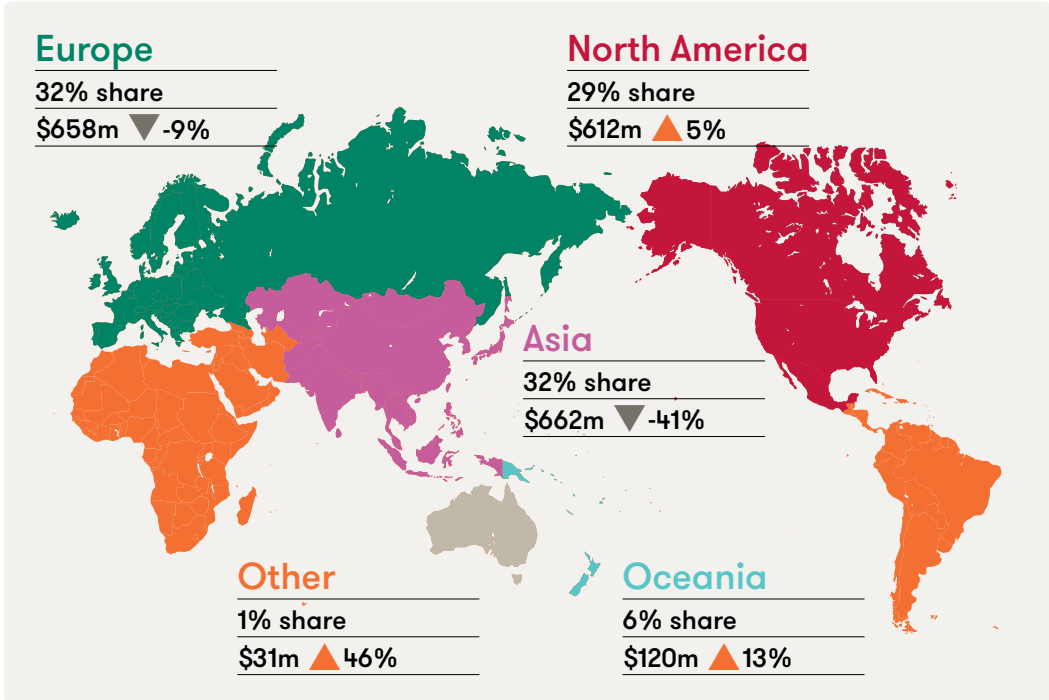 Europe
32% share
$658m ▼ -9%
North America
29% share
$612m ▲ 5%
Asia
32% share
$662m ▼ -41%
Other
1% share
$31m ▲ 46%
Oceania
6% share
$120m ▲ 13%